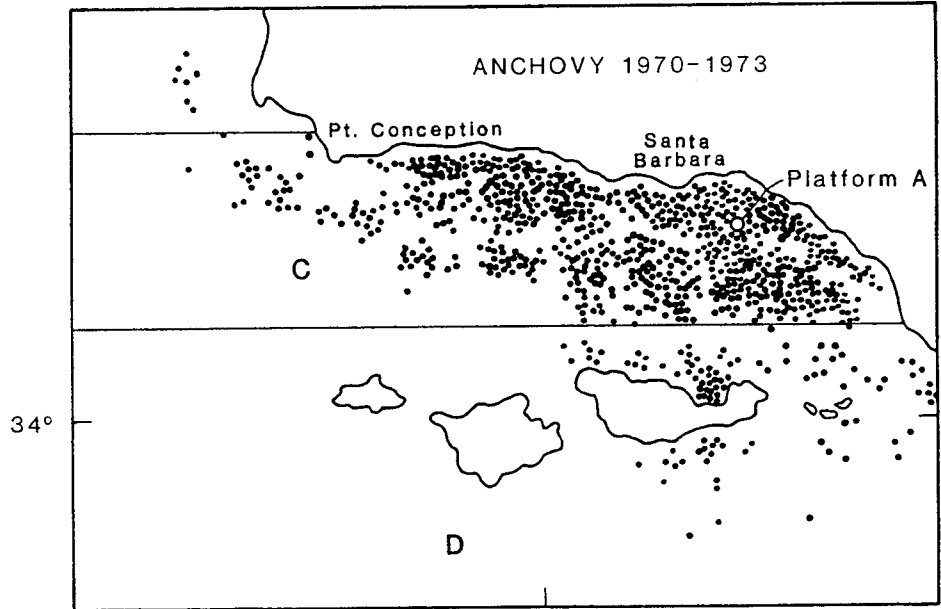 ANCHOVY 1970-1973
Pt. Conception
Santa
Barbara
Platform A
C
34°
D